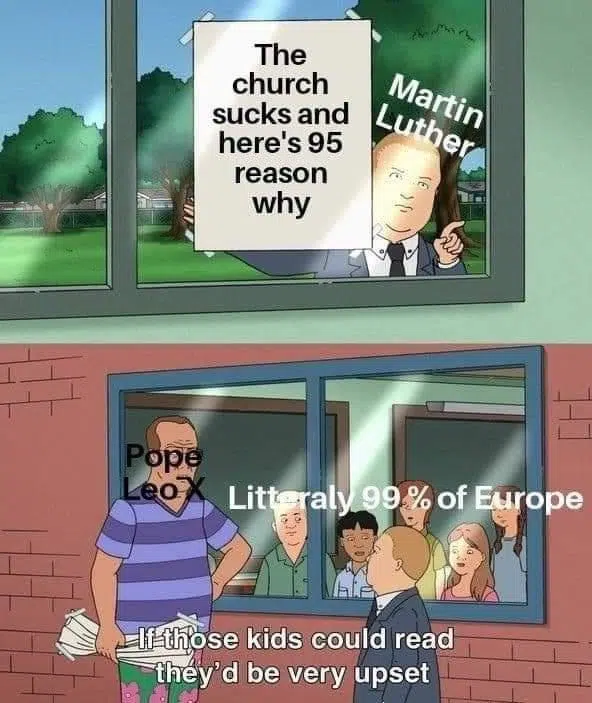 The
church
sucks and
here's 95
reason
why
Martin
Luther
Pope
Leo X
Litteraly 99 % of Europe
If those kids could read
they'd be very upset